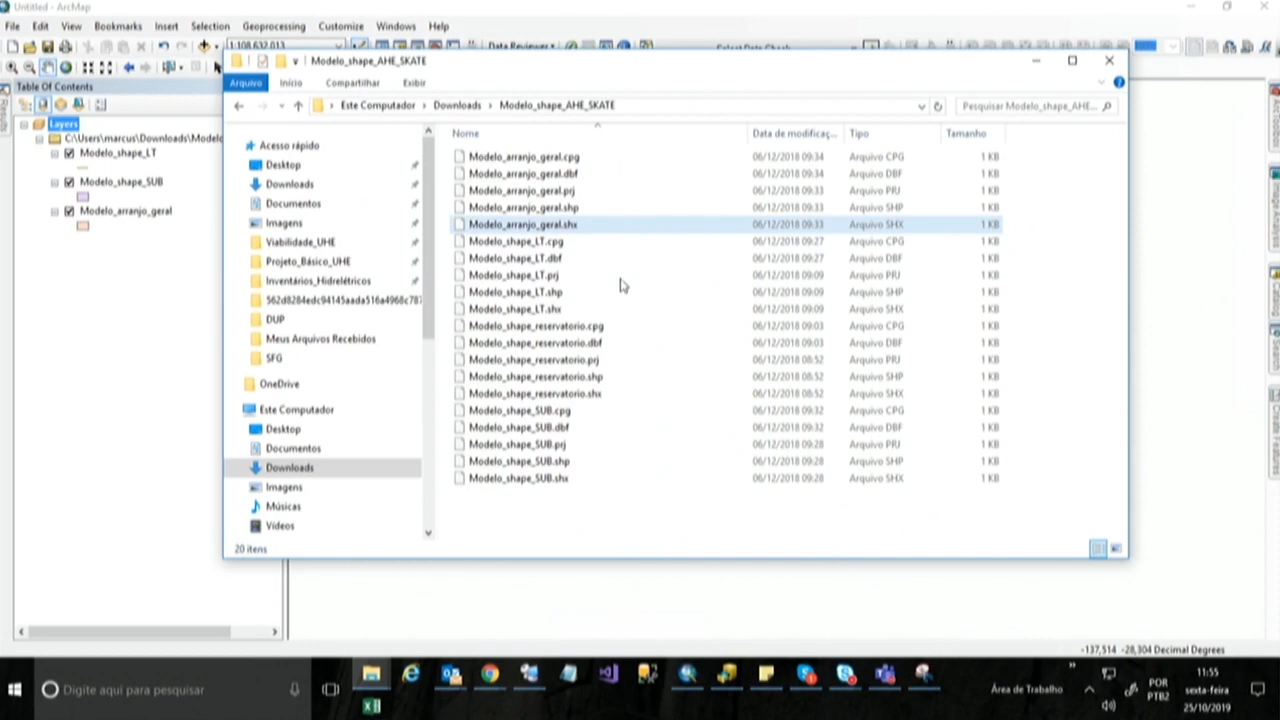 Untitled - ArcMap
File Edit View Bookmarks Insert Selection Geoprocessing Customize Windows Help
1:108.632.013
Data Reviewer
Table Of Contents
Layers
C:\Users\marcus\Downloads\Modelo
Modelo_shape_LT
Modelo_shape_SUB
Modelo_arranjo_geral
Modelo_shape_AHE_SKATE
Arquivo Início Compartilhar Exibir
Este Computador Downloads Modelo_shape_AHE_SKATE
Pesquisar Modelo_shape_AHE...
Acesso rápido
Desktop
Downloads
Documentos
Imagens
Viabilidade_UHE
Projeto_Básico_UHE
Inventários_Hidrelétricos
562d8284edc94145aada516a4968c787
DUP
Meus Arquivos Recebidos
SFG
OneDrive
Este Computador
Desktop
Documentos
Downloads
Imagens
Músicas
Vídeos
20 itens
Nome Data de modificaç... Tipo Tamanho
Modelo_arranjo_geral.cpg 06/12/2018 09:34 Arquivo CPG 1 KB
Modelo_arranjo_geral.dbf 06/12/2018 09:34 Arquivo DBF 1 KB
Modelo_arranjo_geral.prj 06/12/2018 09:33 Arquivo PRJ 1 KB
Modelo_arranjo_geral.shp 06/12/2018 09:33 Arquivo SHP 1 KB
Modelo_arranjo_geral.shx 06/12/2018 09:33 Arquivo SHX 1 KB
Modelo_shape_LT.cpg 06/12/2018 09:27 Arquivo CPG 1 KB
Modelo_shape_LT.dbf 06/12/2018 09:27 Arquivo DBF 1 KB
Modelo_shape_LT.prj 06/12/2018 09:09 Arquivo PRJ 1 KB
Modelo_shape_LT.shp 06/12/2018 09:09 Arquivo SHP 1 KB
Modelo_shape_LT.shx 06/12/2018 09:09 Arquivo SHX 1 KB
Modelo_shape_reservatorio.cpg 06/12/2018 09:03 Arquivo CPG 1 KB
Modelo_shape_reservatorio.dbf 06/12/2018 09:03 Arquivo DBF 1 KB
Modelo_shape_reservatorio.prj 06/12/2018 08:52 Arquivo PRJ 1 KB
Modelo_shape_reservatorio.shp 06/12/2018 08:52 Arquivo SHP 1 KB
Modelo_shape_reservatorio.shx 06/12/2018 08:52 Arquivo SHX 1 KB
Modelo_shape_SUB.cpg 06/12/2018 09:32 Arquivo CPG 1 KB
Modelo_shape_SUB.dbf 06/12/2018 09:32 Arquivo DBF 1 KB
Modelo_shape_SUB.prj 06/12/2018 09:28 Arquivo PRJ 1 KB
Modelo_shape_SUB.shp 06/12/2018 09:28 Arquivo SHP 1 KB
Modelo_shape_SUB.shx 06/12/2018 09:28 Arquivo SHX 1 KB
-137,514 -28,304 Decimal Degrees
Digite aqui para pesquisar
Área de Trabalho
POR
PTB2
11:55
sexta-feira
25/10/2019